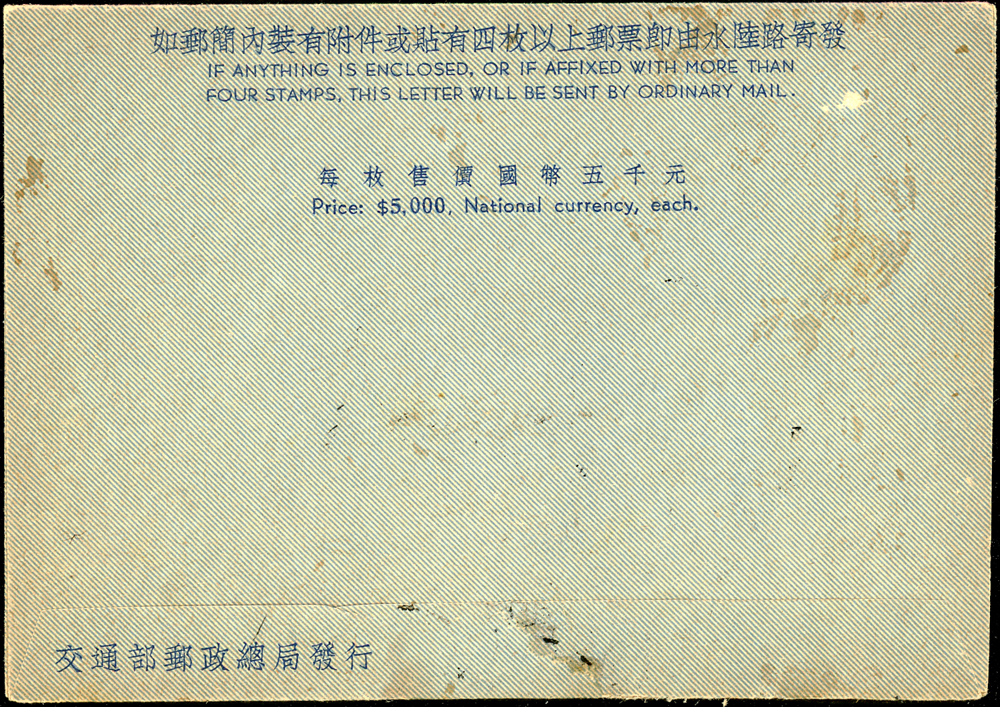 如郵簡內裝有附件或貼有四枚以上郵票卽由水陸路寄發
IF ANYTHING IS ENCLOSED, OR IF AFFIXED WITH MORE THAN
FOUR STAMPS, THIS LETTER WILL BE SENT BY ORDINARY MAIL.
每枚售價國幣五千元
Price: $5,000, National currency, each.
交通部郵政總局發行